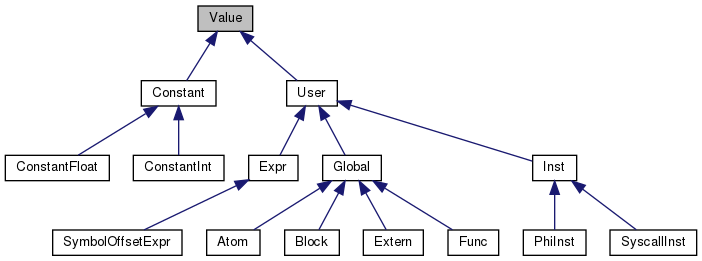 Value
Constant
User
ConstantFloat
ConstantInt
Expr
Global
Inst
SymbolOffsetExpr
Atom
Block
Extern
Func
PhiInst
SyscallInst